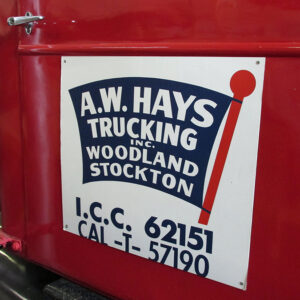 A.W. HAYS
TRUCKING
INC.
WOODLAND
STOCKTON
I.C.C. 62151
CAL -T- 57190